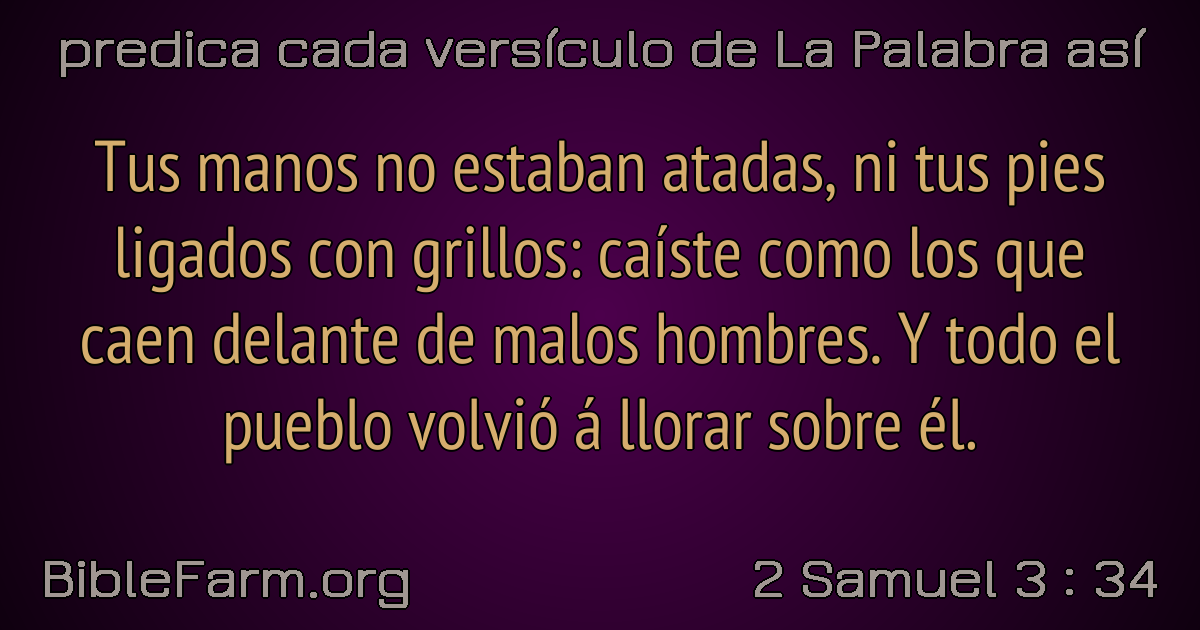 predica cada versículo de La Palabra así
Tus manos no estaban atadas, ni tus pies
ligados con grillos: caíste como los que
caen delante de malos hombres. Y todo el
pueblo volvió á llorar sobre él.
BibleFarm.org
2 Samuel 3 : 34